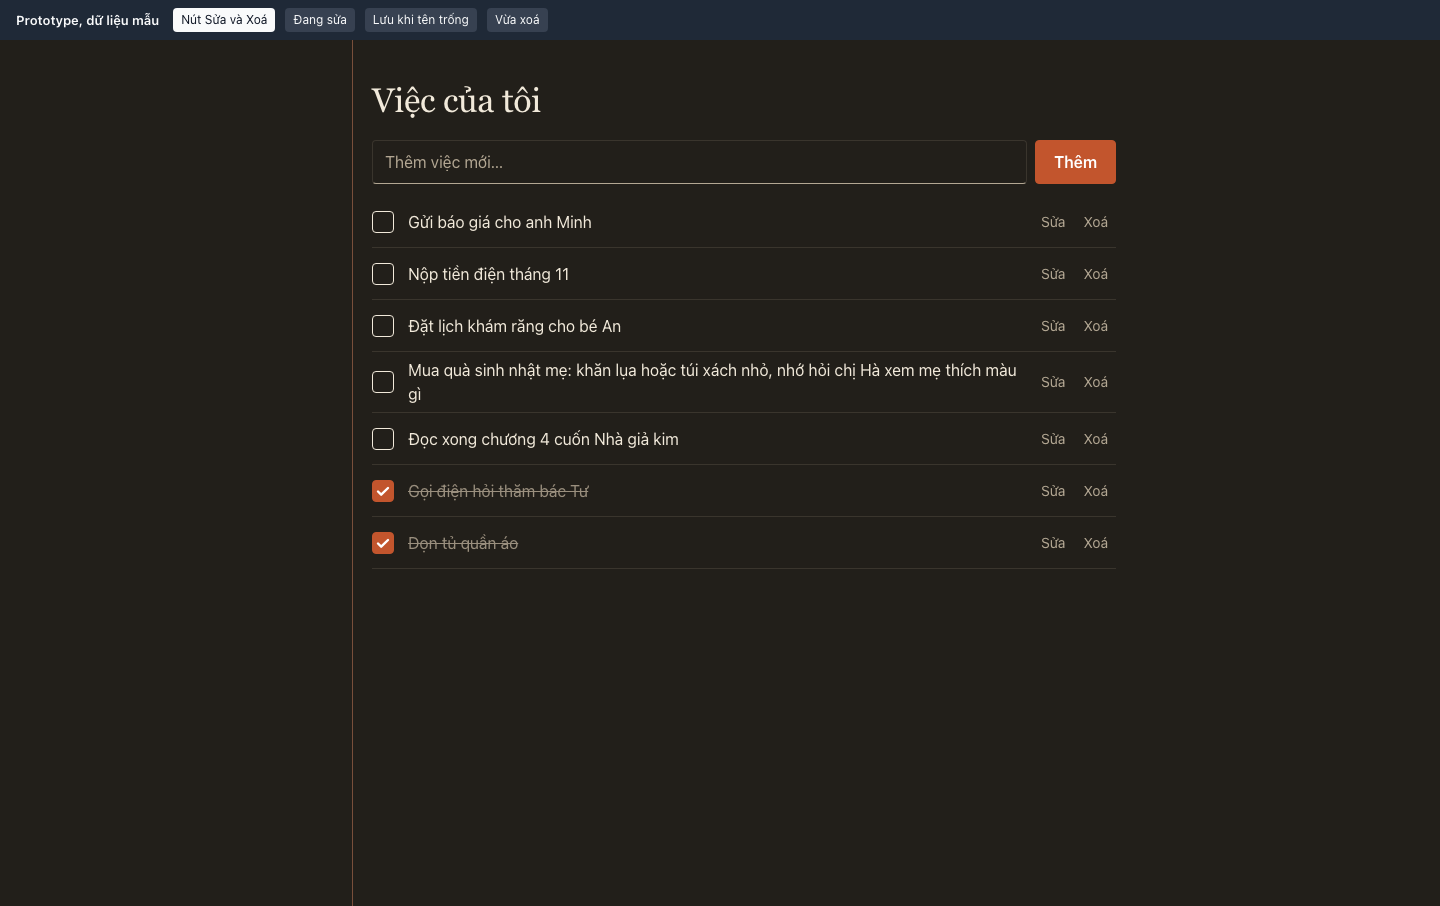 Prototype, dữ liệu mẫu Nút Sửa và Xoá Đang sửa Lưu khi tên trống Vừa xoá
Việc của tôi
Thêm việc mới... Thêm
Gửi báo giá cho anh Minh Sửa Xoá
Nộp tiền điện tháng 11 Sửa Xoá
Đặt lịch khám răng cho bé An Sửa Xoá
Mua quà sinh nhật mẹ: khăn lụa hoặc túi xách nhỏ, nhớ hỏi chị Hà xem mẹ thích màu
gì Sửa Xoá
Đọc xong chương 4 cuốn Nhà giả kim Sửa Xoá
Gọi điện hỏi thăm bác Tư Sửa Xoá
Dọn tủ quần áo Sửa Xoá